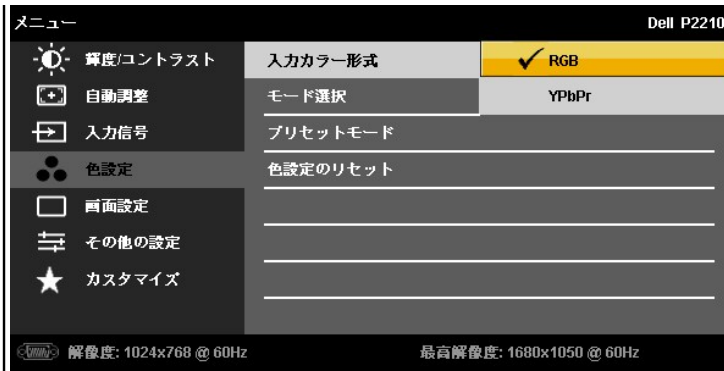 メニュー Dell P2210
輝度/コントラスト 入力カラー形式 RGB
自動調整 モード選択 YPbPr
入力信号 プリセットモード
色設定 色設定のリセット
画面設定
その他の設定
カスタマイズ
解像度: 1024x768 @ 60Hz 最高解像度: 1680x1050 @ 60Hz